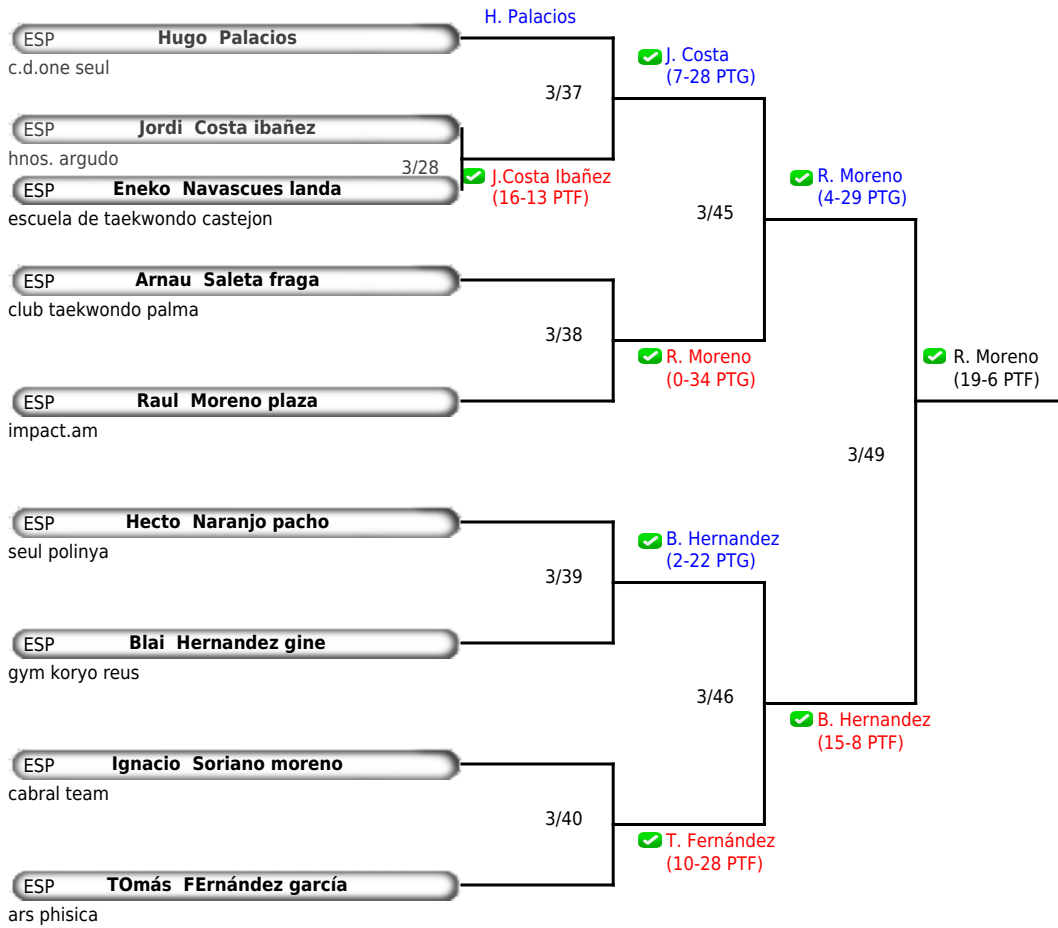 H. Palacios
ESP Hugo Palacios
c.d.one seul
J. Costa
(7-28 PTG)
3/37
ESP Jordi Costa ibañez
hnos. argudo
3/28
J.Costa Ibañez
(16-13 PTF)
ESP Eneko Navascues landa
escuela de taekwondo castejon
R. Moreno
(4-29 PTG)
3/45
ESP Arnau Saleta fraga
club taekwondo palma
3/38
R. Moreno
(0-34 PTG)
R. Moreno
(19-6 PTF)
ESP Raul Moreno plaza
impact.am
3/49
ESP Hecto Naranjo pacho
seul polinya
B. Hernandez
(2-22 PTG)
3/39
ESP Blai Hernandez gine
gym koryo reus
3/46
B. Hernandez
(15-8 PTF)
ESP Ignacio Soriano moreno
cabral team
3/40
T. Fernández
(10-28 PTF)
ESP TOmás FErnández garcía
ars phisica